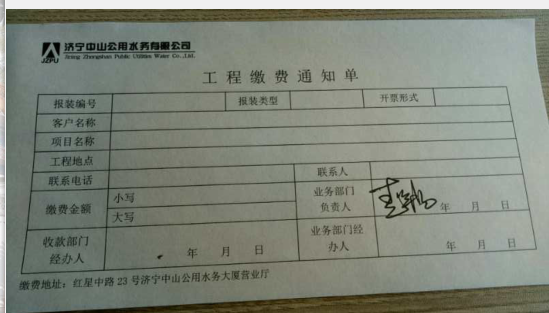 济宁中山公用水务有限公司
Jining Zhongshan Public Utilities Water Co.,Ltd.
JZPU
工程缴费通知单
报装编号 报装类型 开票形式
客户名称
项目名称
工程地点
联系电话 联系人
缴费金额 小写
大写
业务部门
负责人 年 月 日
收款部门
经办人 年 月 日
业务部门经
办人 年 月 日
缴费地址：红星中路 23 号济宁中山公用水务大厦营业厅